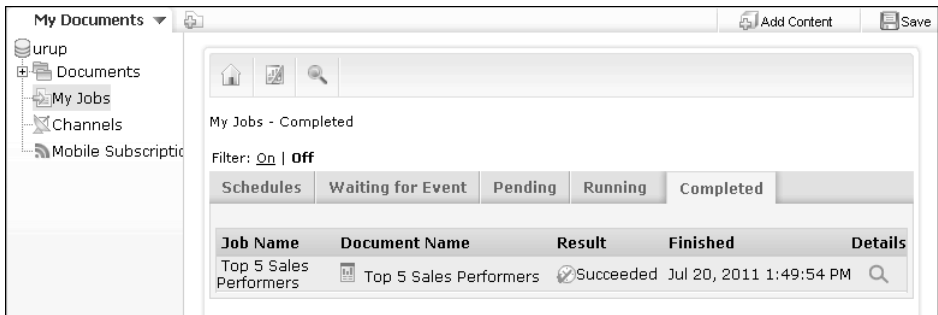 My Documents
Add Content
Save
urup
Documents
My Jobs
Channels
Mobile Subscriptio
My Jobs - Completed
Filter: On | Off
Schedules
Waiting for Event
Pending
Running
Completed
Job Name Document Name Result Finished Details
Top 5 Sales Performers
Top 5 Sales Performers Succeeded Jul 20, 2011 1:49:54 PM